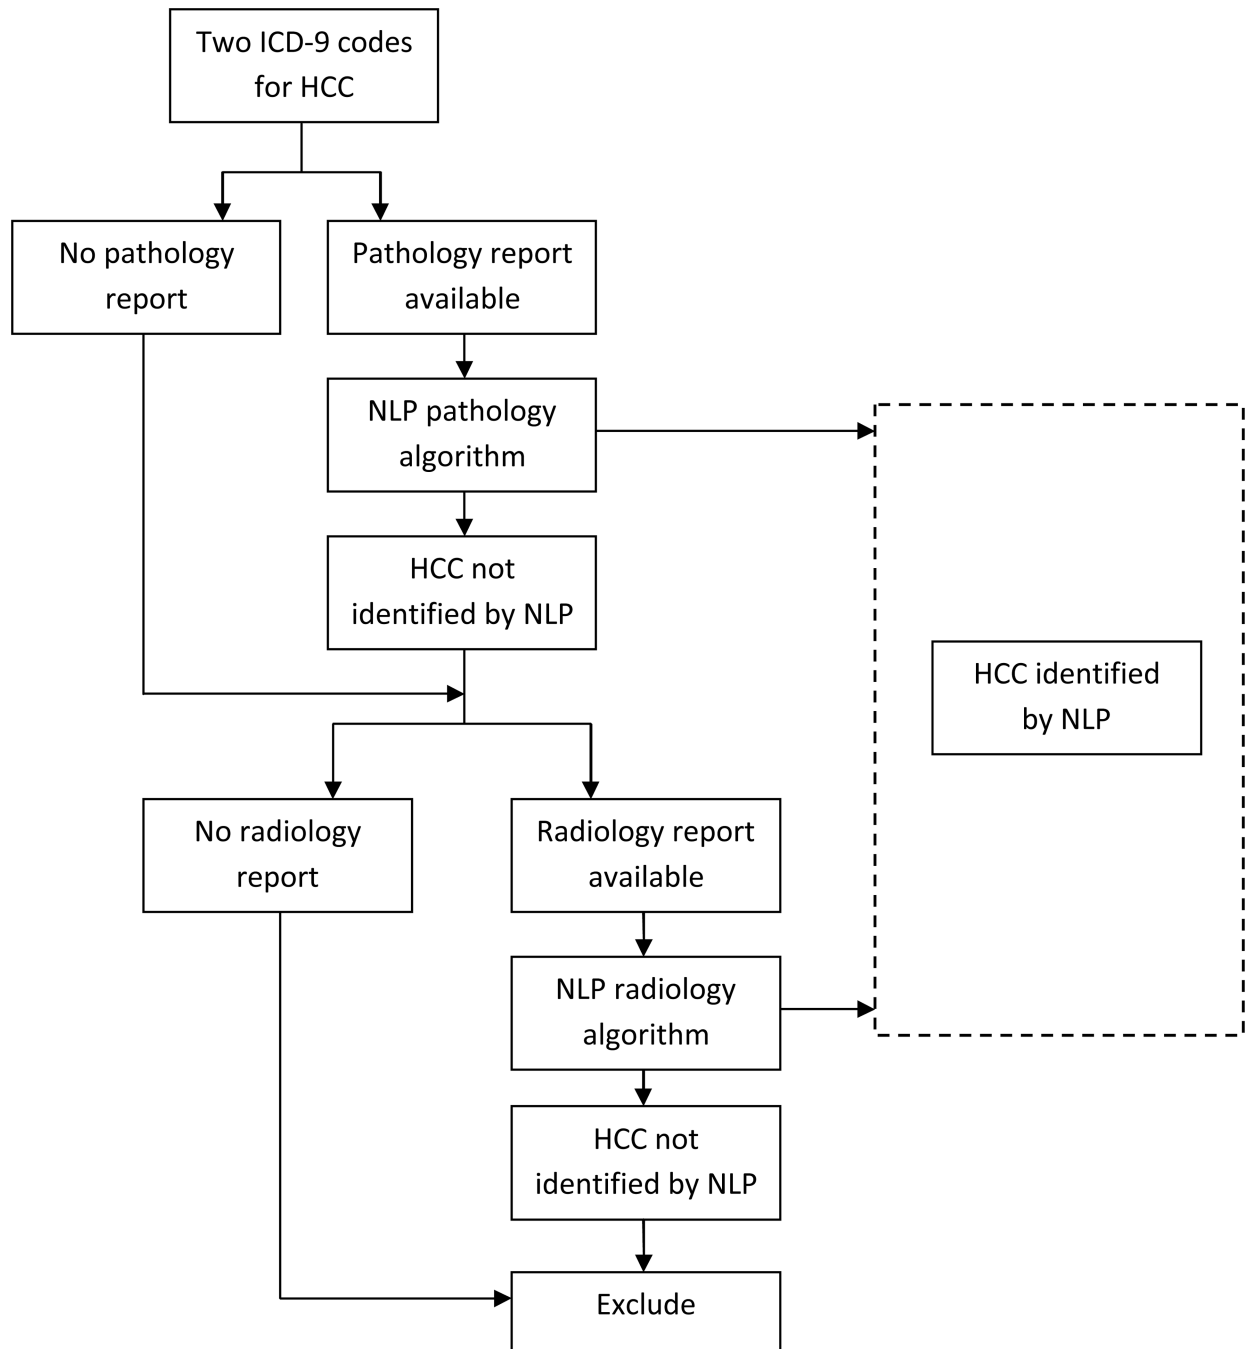 Two ICD-9 codes
for HCC
No pathology
report
Pathology report
available
NLP pathology
algorithm
HCC not
identified by NLP
HCC identified
by NLP
No radiology
report
Radiology report
available
NLP radiology
algorithm
HCC not
identified by NLP
Exclude